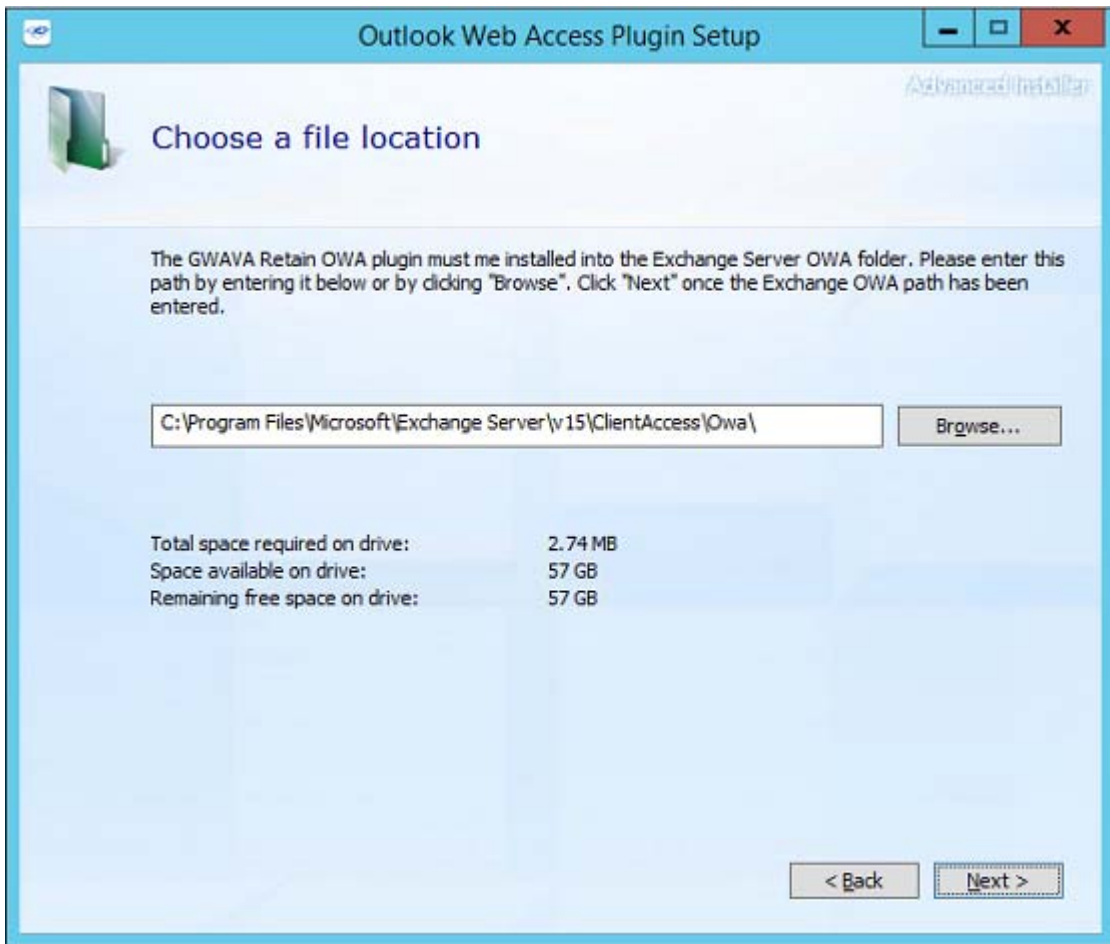 Outlook Web Access Plugin Setup
Advanced Installer
Choose a file location
The GWAVA Retain OWA plugin must me installed into the Exchange Server OWA folder. Please enter this
path by entering it below or by clicking "Browse". Click "Next" once the Exchange OWA path has been
entered.
C:\Program Files\Microsoft\Exchange Server\v15\ClientAccess\Owa\
Browse...
Total space required on drive: 2.74 MB
Space available on drive: 57 GB
Remaining free space on drive: 57 GB
< Back Next >